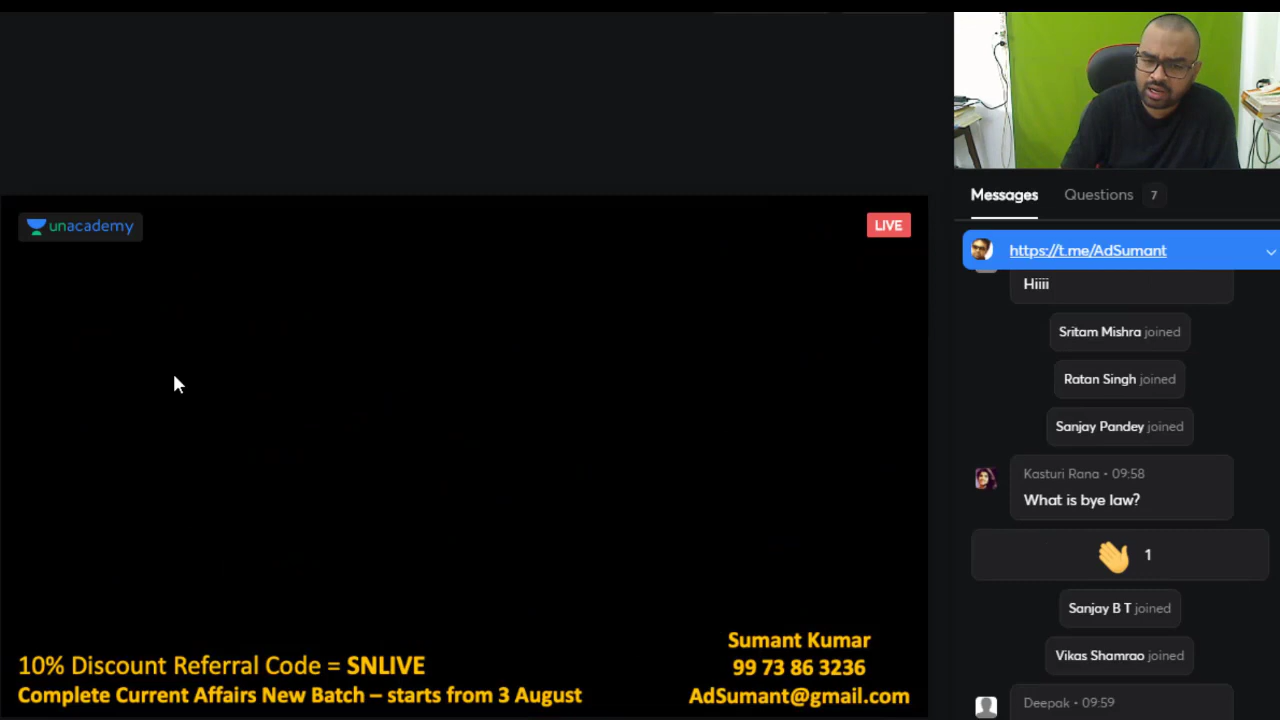 unacademy
LIVE
10% Discount Referral Code = SNLIVE
Complete Current Affairs New Batch – starts from 3 August
Sumant Kumar
99 73 86 3236
AdSumant@gmail.com
Messages
Questions 7
https://t.me/AdSumant
Hiiii
Sritam Mishra joined
Ratan Singh joined
Sanjay Pandey joined
Kasturi Rana • 09:58
What is bye law?
1
Sanjay B T joined
Vikas Shamrao joined
Deepak • 09:59